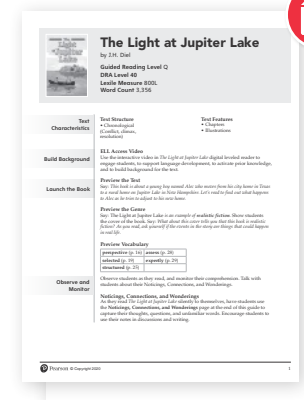 The Light at Jupiter Lake
by J.H. Diel
Guided Reading Level Q
DRA Level 40
Lexile Measure 800L
Word Count 3,356
Text
Characteristics
Text Structure
• Chronological
(Conflict, climax,
resolution)
Text Features
• Chapters
• Illustrations
Build Background
ELL Access Video
Use the interactive video in The Light at Jupiter Lake digital leveled reader to
engage students, to support language development, to activate prior knowledge,
and to build background for the text.
Launch the Book
Preview the Text
Say: This book is about a young boy named Alex who moves from his city home in Texas
to a rural home on Jupiter Lake in New Hampshire. Let's read to find out what happens
to Alex as he tries to adjust to his new home.
Preview the Genre
Say: The Light at Jupiter Lake is an example of realistic fiction. Show students
the cover of the book. Say: What about this cover tells you that this book is realistic
fiction? As you read, ask yourself if the events in the story are things that could happen
in real life.
Preview Vocabulary
perspective (p. 16)
assess (p. 28)
selected (p. 19)
expertly (p. 29)
structured (p. 25)
Observe and
Monitor
Observe students as they read, and monitor their comprehension. Talk with
students about their Noticings, Connections, and Wonderings.
Noticings, Connections, and Wonderings
As they read The Light at Jupiter Lake silently to themselves, have students use
the Noticings, Connections, and Wonderings page at the end of this guide to
capture their thoughts, questions, and unfamiliar words. Encourage students to
use their notes in discussions and writing.
Pearson © Copyright 2020
1